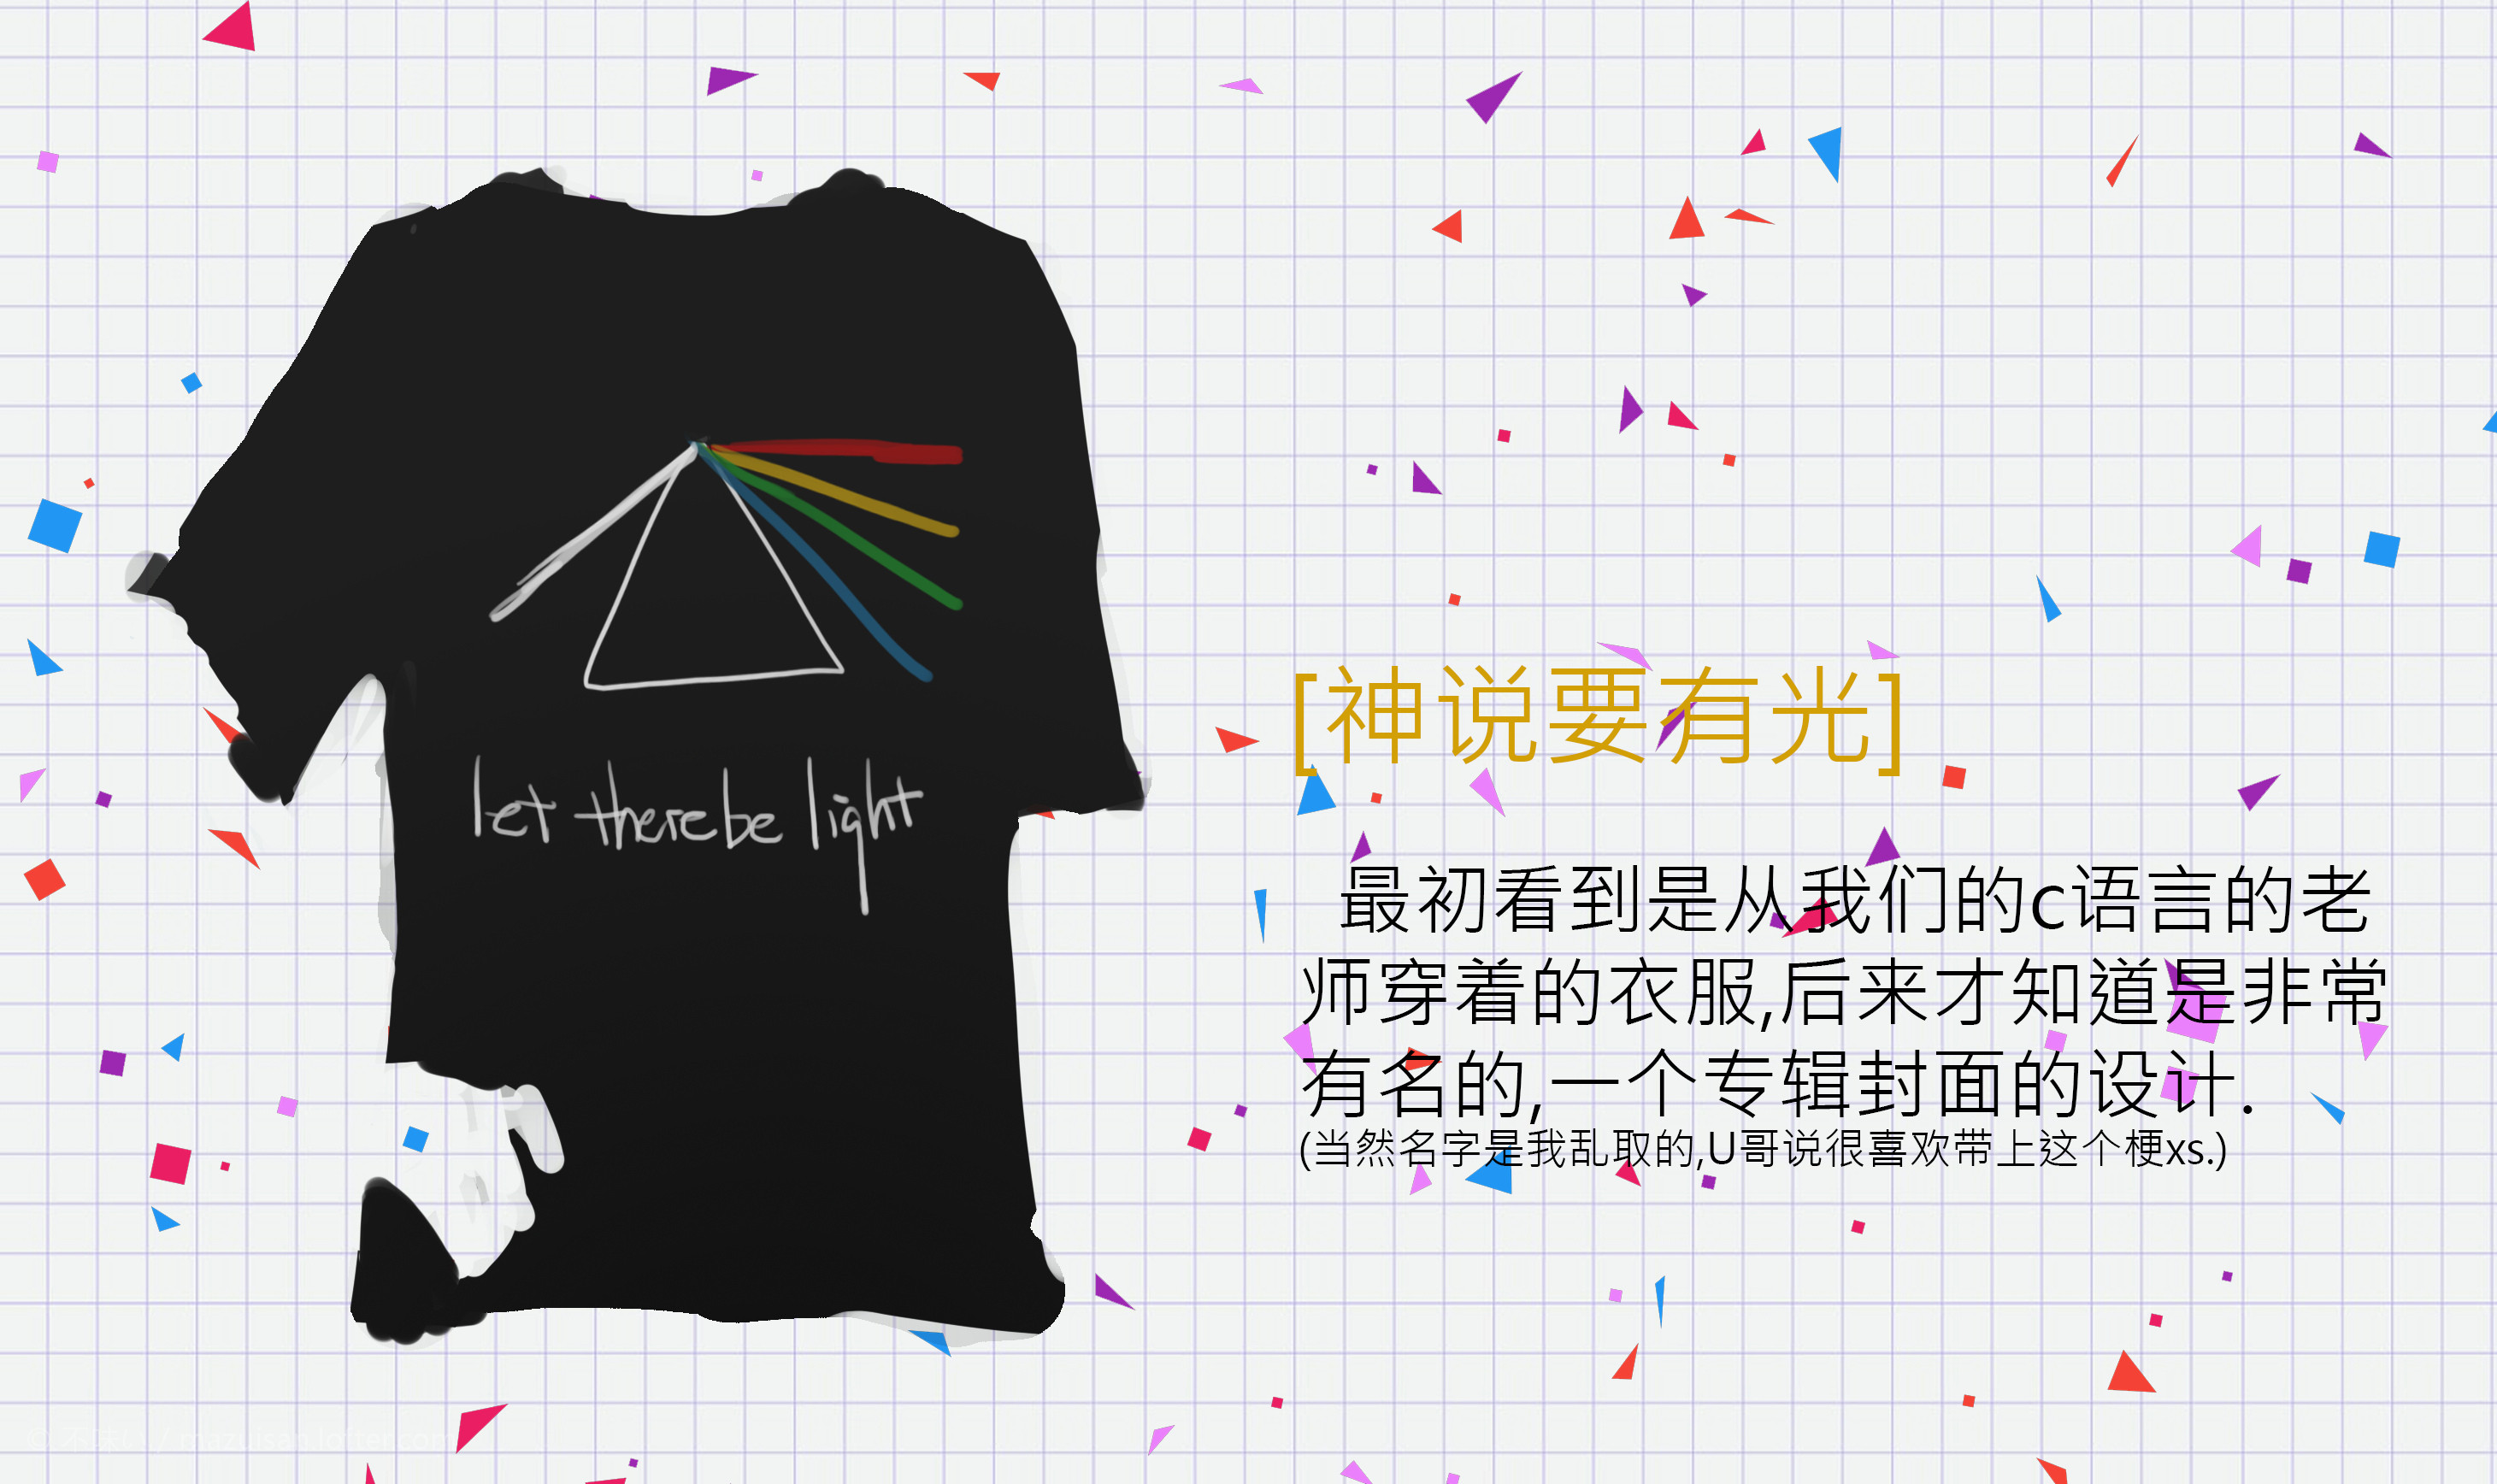 let there be light
[神说要有光]
最初看到是从我们的c语言的老
师穿着的衣服,后来才知道是非常
有名的,一个专辑封面的设计.
(当然名字是我乱取的,U哥说很喜欢带上这个梗xs.)